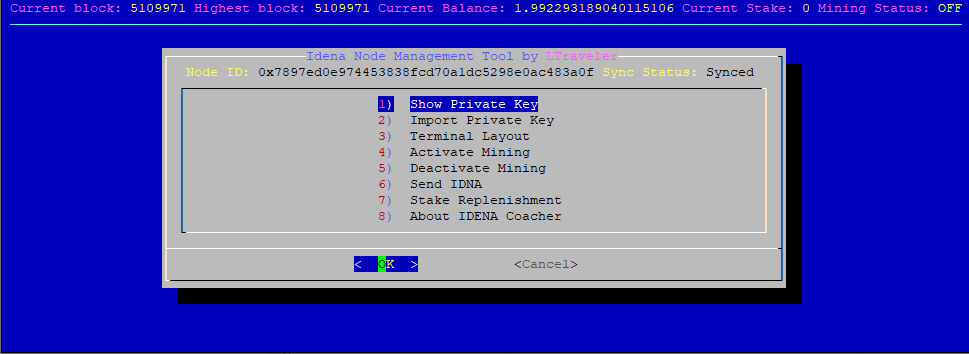 Current block: 5109971 Highest block: 5109971 Current Balance: 1.992293189040115106 Current Stake: 0 Mining Status: OFF
Idena Node Management Tool by LTraveler
Node ID: 0x7897ed0e974453838fcd70a1dc5298e0ac483a0f Sync Status: Synced
1) Show Private Key
2) Import Private Key
3) Terminal Layout
4) Activate Mining
5) Deactivate Mining
6) Send IDNA
7) Stake Replenishment
8) About IDENA Coacher
< OK > <Cancel>